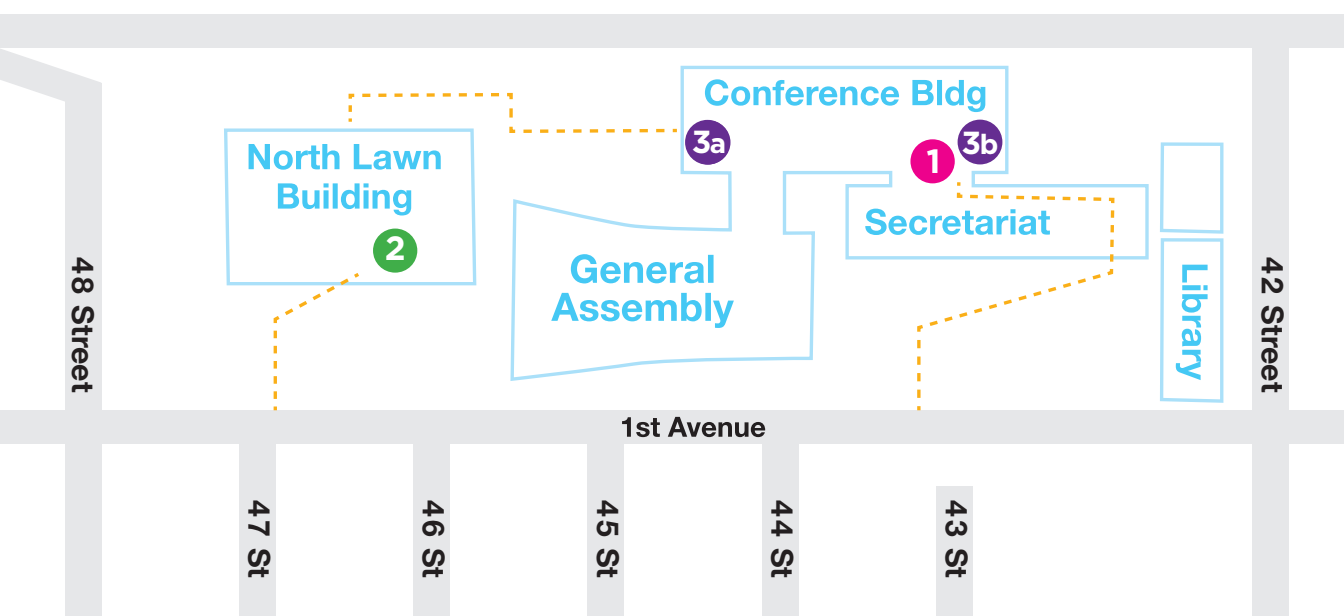 Conference Bldg
3a
1
3b
North Lawn
Building
2
Secretariat
General
Assembly
Library
48 Street
42 Street
1st Avenue
47 St
46 St
45 St
44 St
43 St